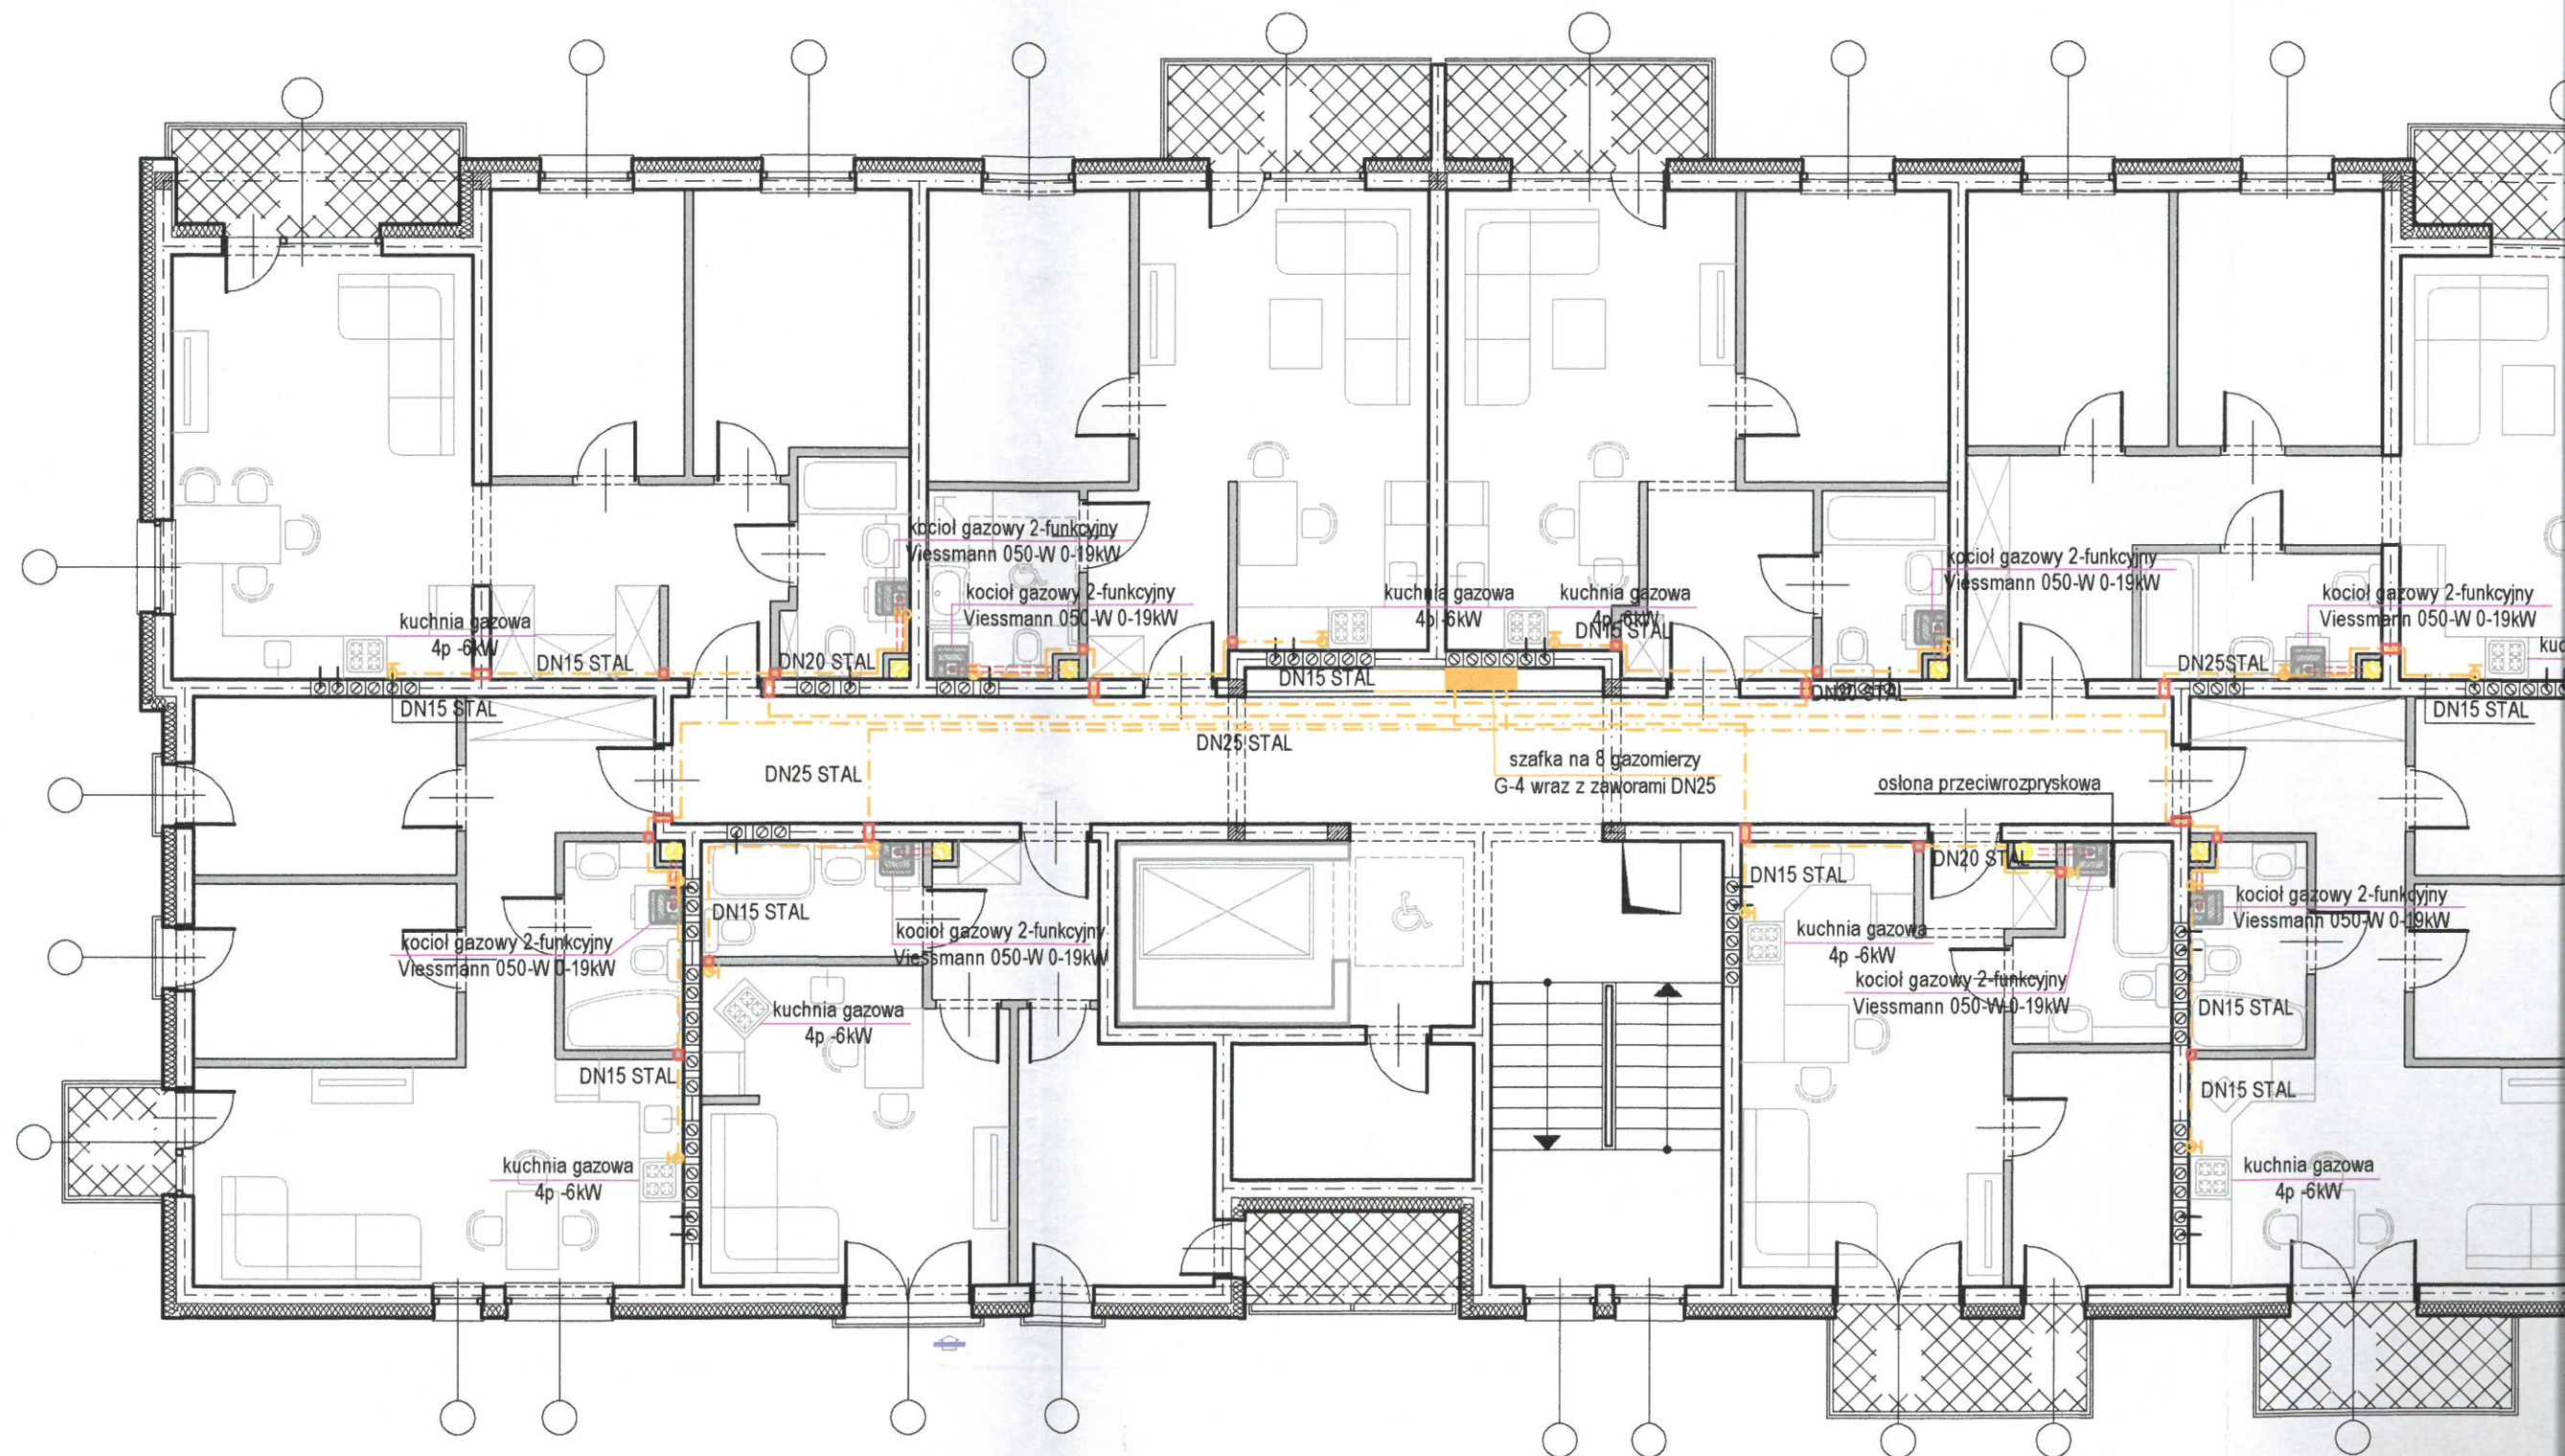 kocioł gazowy 2-funkcyjny
Viessmann 050-W 0-19kW
kocioł gazowy 2-funkcyjny
Viessmann 050-W 0-19kW
kocioł gazowy 2-funkcyjny
Viessmann 050-W 0-19kW
kocioł gazowy 2-funkcyjny
Viessmann 050-W 0-19kW
kuchnia gazowa
4p -6kW
kuchnia gazowa
4p -6kW
kuchnia gazowa
4p -6kW
DN15 STAL
kuc
DN15 STAL
DN20 STAL
DN15 STAL
DN25STAL
DN15 STAL
DN20 STAL
DN15 STAL
DN25 STAL
DN25 STAL
szafka na 8 gazomierzy
G-4 wraz z zaworami DN25
osłona przeciwrozpryskowa
DN15 STAL
DN20 STAL
DN15 STAL
kocioł gazowy 2-funkcyjny
Viessmann 050-W 0-19kW
kocioł gazowy 2-funkcyjny
Viessmann 050-W 0-19kW
kuchnia gazowa
4p -6kW
kocioł gazowy 2-funkcyjny
Viessmann 050-W 0-19kW
kocioł gazowy 2-funkcyjny
Viessmann 050-W 0-19kW
kuchnia gazowa
4p -6kW
DN15 STAL
DN15 STAL
DN15 STAL
kuchnia gazowa
4p -6kW
kuchnia gazowa
4p -6kW